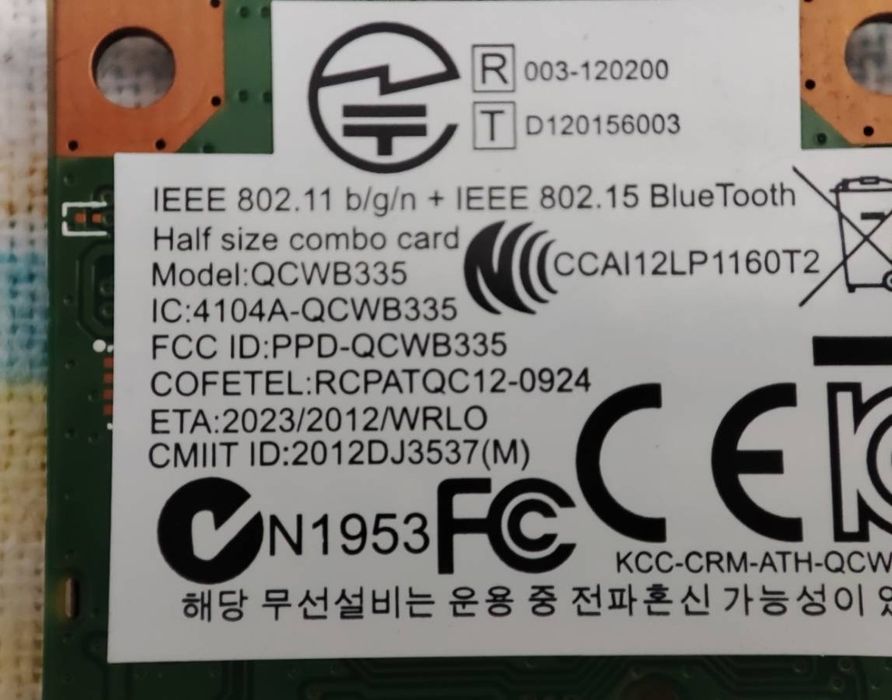 R 003-120200
T D120156003
IEEE 802.11 b/g/n + IEEE 802.15 BlueTooth
Half size combo card
CCAI12LP1160T2
Model:QCWB335
IC:4104A-QCWB335
FCC ID:PPD-QCWB335
COFETEL:RCPATQC12-0924
ETA:2023/2012/WRLO
CMIIT ID:2012DJ3537(M)
N1953 FC CE
KCC-CRM-ATH-QCW
해당 무선설비는 운용 중 전파혼신 가능성이